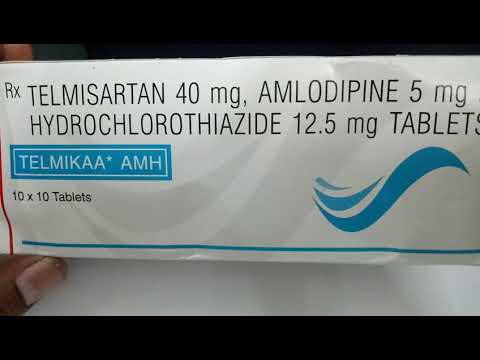 Rx TELMISARTAN 40 mg, AMLODIPINE 5 mg
HYDROCHLOROTHIAZIDE 12.5 mg TABLETS
TELMIKAA* AMH
10 x 10 Tablets